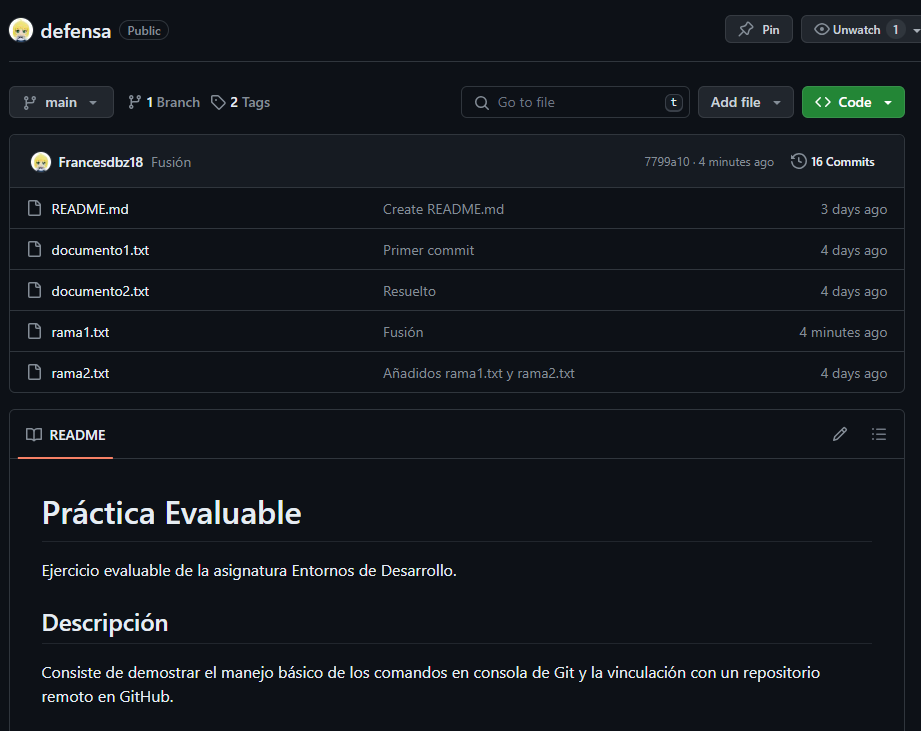 defensa Public Pin Unwatch 1
main 1 Branch 2 Tags Go to file t Add file Code
Francesdbz18 Fusión 7799a10 · 4 minutes ago 16 Commits
README.md Create README.md 3 days ago
documento1.txt Primer commit 4 days ago
documento2.txt Resuelto 4 days ago
rama1.txt Fusión 4 minutes ago
rama2.txt Añadidos rama1.txt y rama2.txt 4 days ago
README
Práctica Evaluable
Ejercicio evaluable de la asignatura Entornos de Desarrollo.
Descripción
Consiste de demostrar el manejo básico de los comandos en consola de Git y la vinculación con un repositorio
remoto en GitHub.